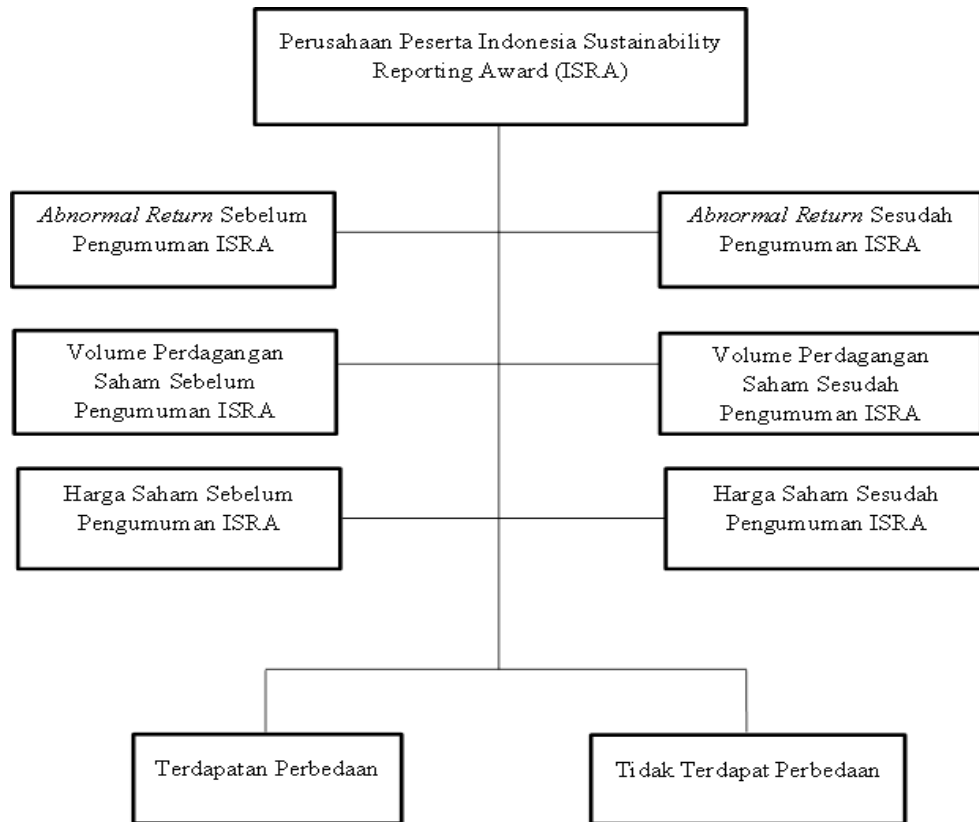 Perusahaan Peserta Indonesia Sustainability
Reporting Award (ISRA)
Abnormal Return Sebelum
Pengumuman ISRA
Abnormal Return Sesudah
Pengumuman ISRA
Volume Perdagangan
Saham Sebelum
Pengumuman ISRA
Volume Perdagangan
Saham Sesudah
Pengumuman ISRA
Harga Saham Sebelum
Pengumuman ISRA
Harga Saham Sesudah
Pengumuman ISRA
Terdapatan Perbedaan
Tidak Terdapat Perbedaan